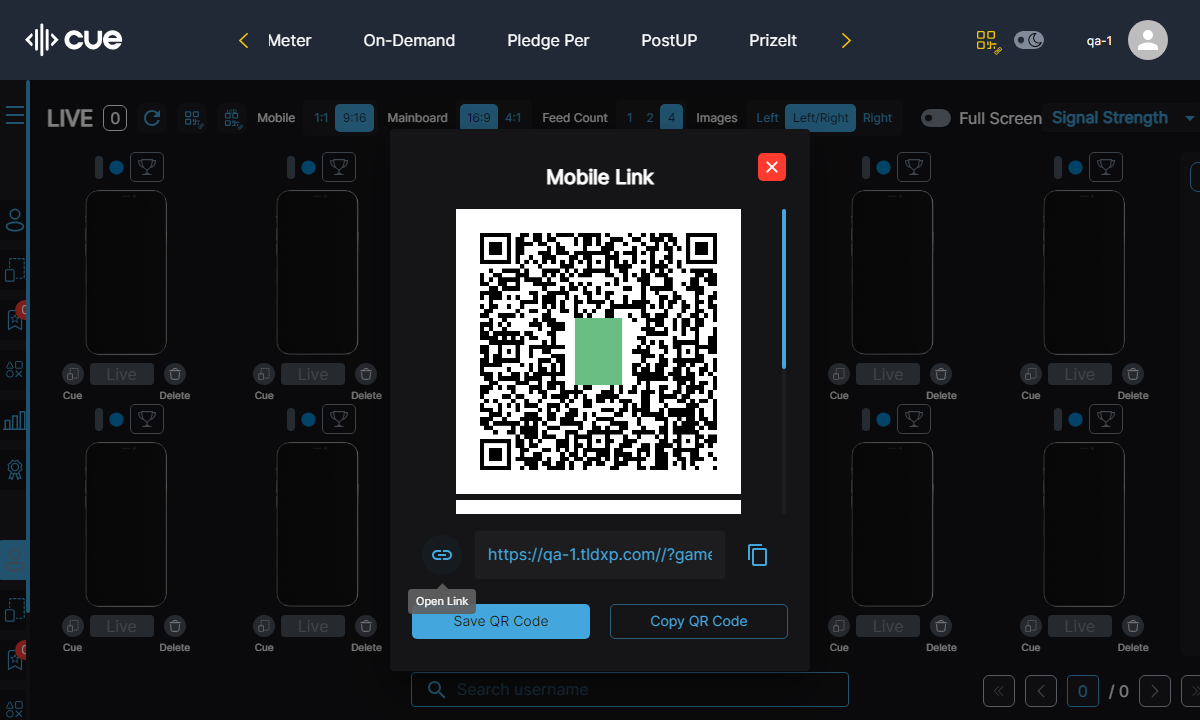 cue
Meter On-Demand Pledge Per PostUP PrizeIt
qa-1
LIVE 0 Mobile 1:1 9:16 Mainboard 16:9 4:1 Feed Count 1 2 4 Images Left Left/Right Right Full Screen Signal Strength
Mobile Link
Live Live Live Live
Cue Delete Cue Delete Cue Delete Cue Delete
https://qa-1.tldxp.com//?game
Open Link
Save QR Code Copy QR Code
Live Live Live Live
Cue Delete Cue Delete Cue Delete Cue Delete
Search username
0 / 0